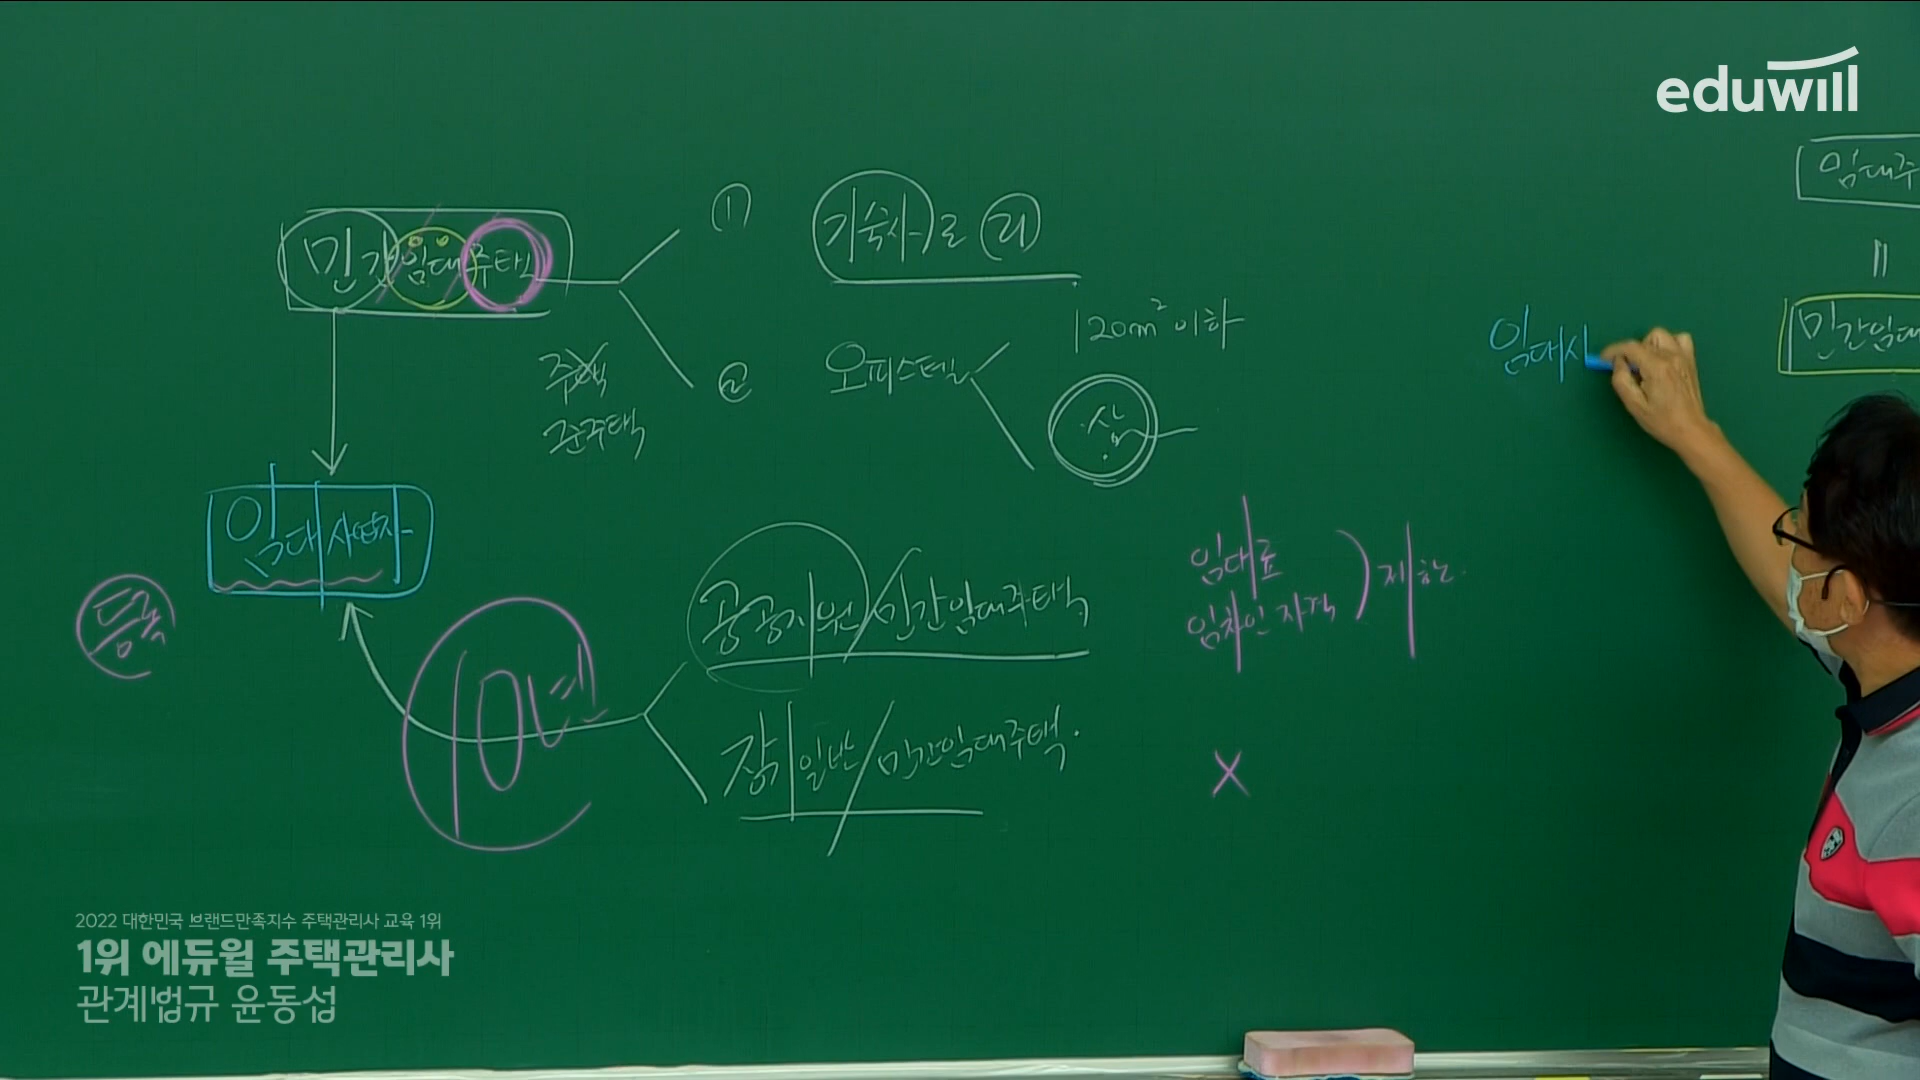 eduwill
임대주
||
민간임대
임대사
민간임대주택
①
기숙사로 리
주택
준주택
②
오피스텔
120m² 이하
임대사업자
등록
10년
공공지원/민간임대주택
장기일반/민간임대주택.
임대료
임차인 자격
) 제한.
X
2022 대한민국 브랜드만족지수 주택관리사 교육 1위
1위 에듀윌 주택관리사
관계법규 윤동섭